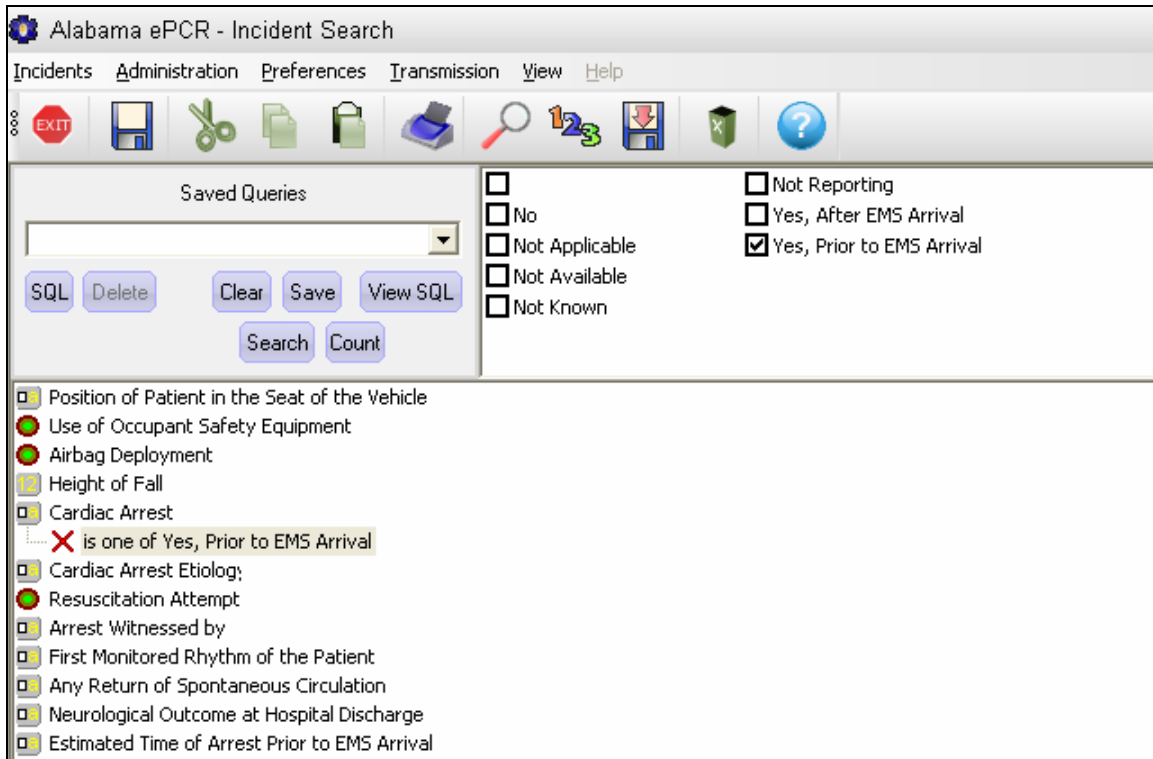 Alabama ePCR - Incident Search
Incidents Administration Preferences Transmission View Help
EXIT 123 X ?
Saved Queries
SQL Delete Clear Save View SQL
Search Count
No
Not Applicable
Not Available
Not Known
Not Reporting
Yes, After EMS Arrival
Yes, Prior to EMS Arrival
a Position of Patient in the Seat of the Vehicle
Use of Occupant Safety Equipment
Airbag Deployment
12 Height of Fall
a Cardiac Arrest
is one of Yes, Prior to EMS Arrival
a Cardiac Arrest Etiology
Resuscitation Attempt
a Arrest Witnessed by
a First Monitored Rhythm of the Patient
a Any Return of Spontaneous Circulation
a Neurological Outcome at Hospital Discharge
a Estimated Time of Arrest Prior to EMS Arrival